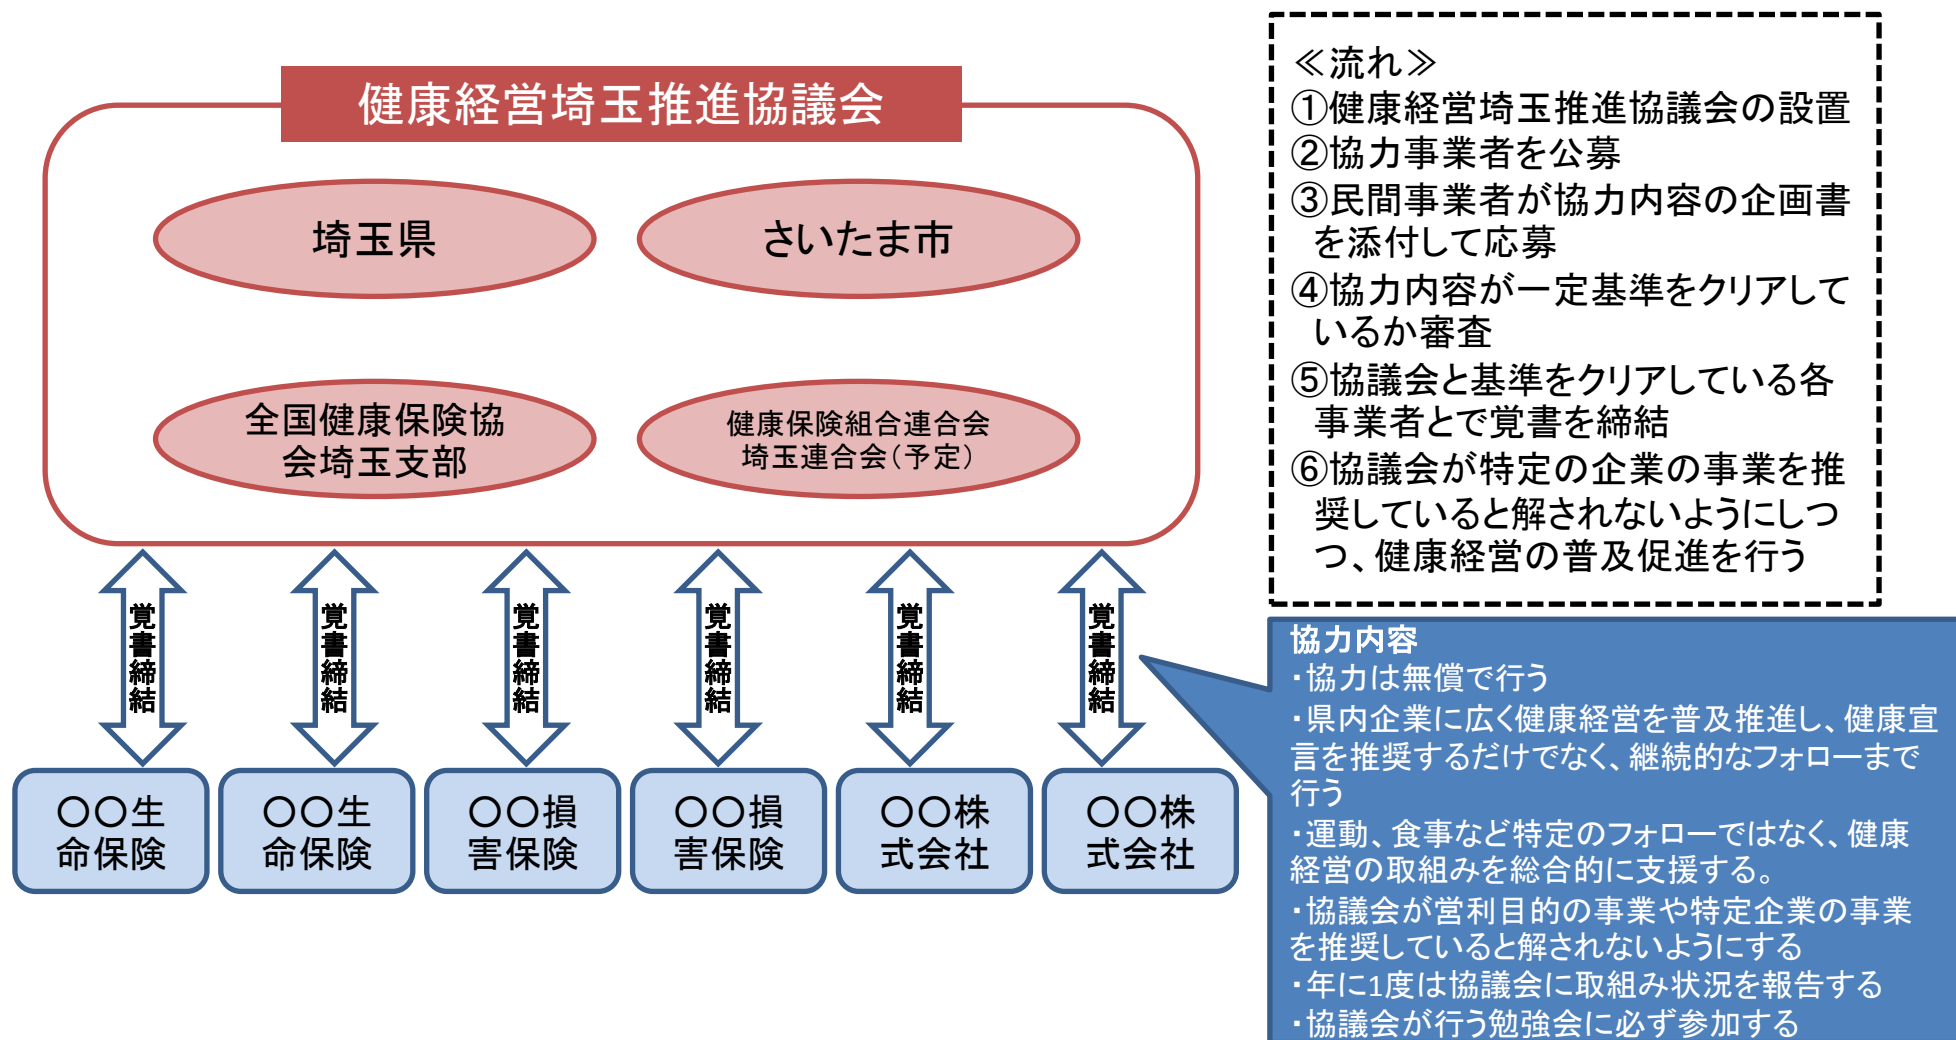 健康経営埼玉推進協議会
埼玉県
さいたま市
全国健康保険協
会埼玉支部
健康保険組合連合会
埼玉連合会(予定)
≪流れ≫
①健康経営埼玉推進協議会の設置
②協力事業者を公募
③民間事業者が協力内容の企画書
を添付して応募
④協力内容が一定基準をクリアして
いるか審査
⑤協議会と基準をクリアしている各
事業者とで覚書を締結
⑥協議会が特定の企業の事業を推
奨していると解されないようにしつ
つ、健康経営の普及促進を行う
覚書締結
覚書締結
覚書締結
覚書締結
覚書締結
覚書締結
〇〇生
命保険
〇〇生
命保険
〇〇損
害保険
〇〇損
害保険
〇〇株
式会社
〇〇株
式会社
協力内容
・協力は無償で行う
・県内企業に広く健康経営を普及推進し、健康宣
言を推奨するだけでなく、継続的なフォローまで
行う
・運動、食事など特定のフォローではなく、健康
経営の取組みを総合的に支援する。
・協議会が営利目的の事業や特定企業の事業
を推奨していると解されないようにする
・年に1度は協議会に取組み状況を報告する
・協議会が行う勉強会に必ず参加する